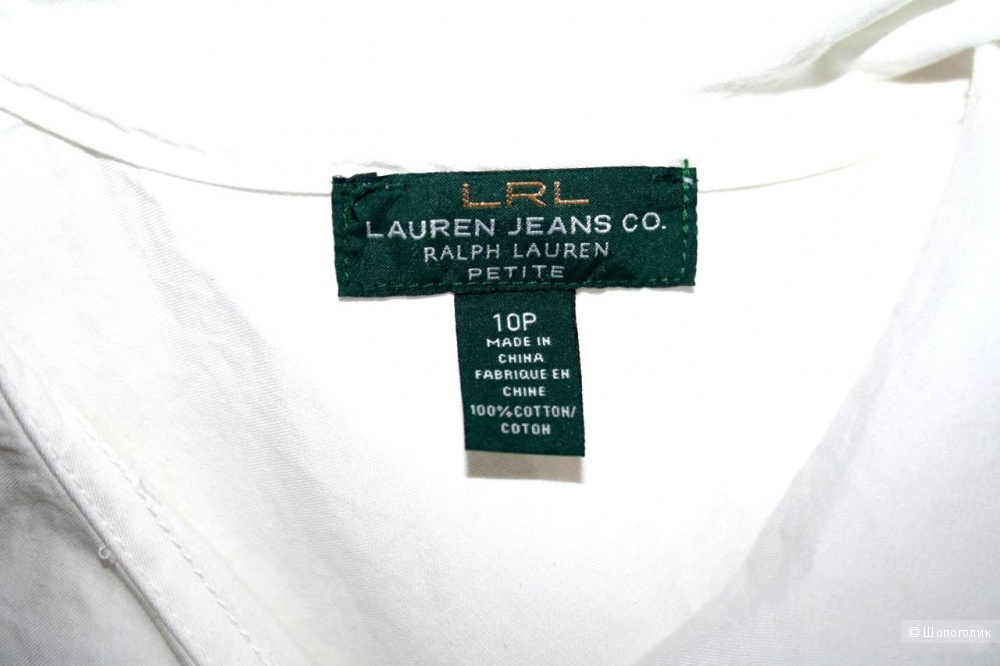 LRL
LAUREN JEANS CO.
RALPH LAUREN
PETITE
10P
MADE IN
CHINA
FABRIQUE EN
CHINE
100%COTTON/
COTON
© Шопоголик